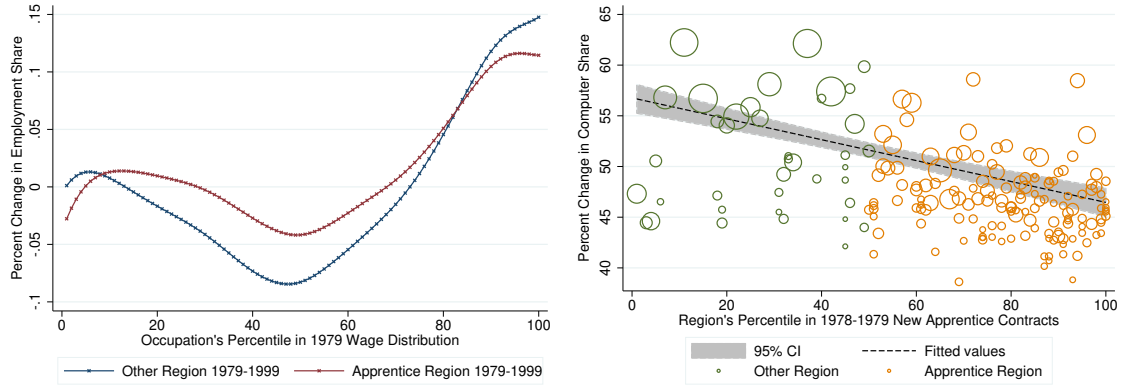 Percent Change in Employment Share
.15
.1
.05
0
-.05
-.1
0 20 40 60 80 100
Occupation's Percentile in 1979 Wage Distribution
Other Region 1979-1999 Apprentice Region 1979-1999
Percent Change in Computer Share
65
60
55
50
45
40
0 20 40 60 80 100
Region's Percentile in 1978-1979 New Apprentice Contracts
95% CI Fitted values
Other Region Apprentice Region